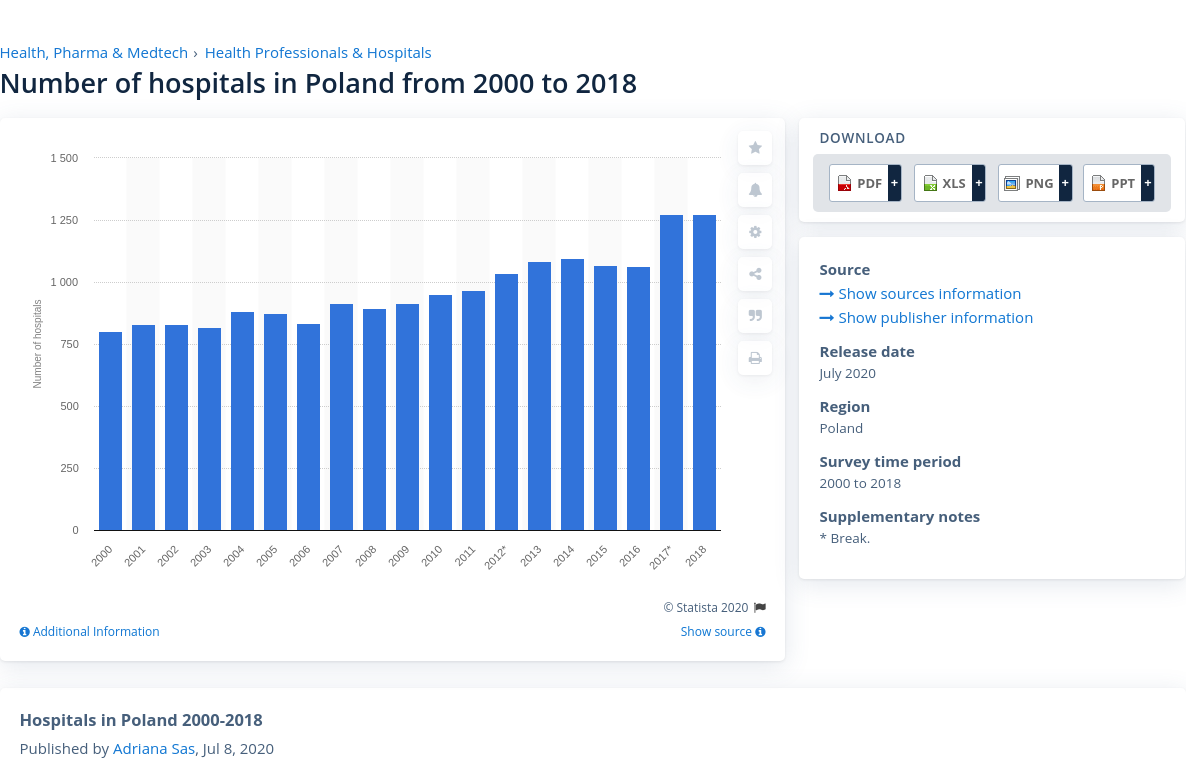 Health, Pharma & Medtech › Health Professionals & Hospitals
Number of hospitals in Poland from 2000 to 2018
1 500
1 250
1 000
750
500
250
0
Number of hospitals
2000 2001 2002 2003 2004 2005 2006 2007 2008 2009 2010 2011 2012* 2013 2014 2015 2016 2017* 2018
© Statista 2020
Additional Information
Show source
DOWNLOAD
PDF + XLS + PNG + PPT +
Source
Show sources information
Show publisher information
Release date
July 2020
Region
Poland
Survey time period
2000 to 2018
Supplementary notes
* Break.
Hospitals in Poland 2000-2018
Published by Adriana Sas, Jul 8, 2020